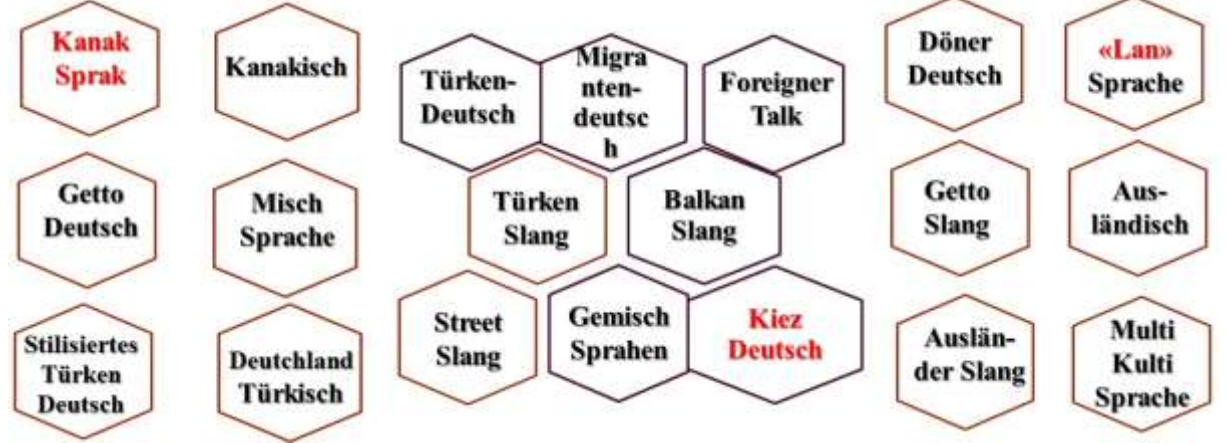 Kanak
Sprak
Kanakisch
Getto
Deutsch
Misch
Sprache
Stilisiertes
Türken
Deutsch
Deutchland
Türkisch
Türken-
Deutsch
Migra
nten-
deutsc
h
Foreigner
Talk
Türken
Slang
Balkan
Slang
Street
Slang
Gemisch
Sprahen
Kiez
Deutsch
Döner
Deutsch
«Lan»
Sprache
Getto
Slang
Aus-
ländisch
Auslän-
der Slang
Multi
Kulti
Sprache